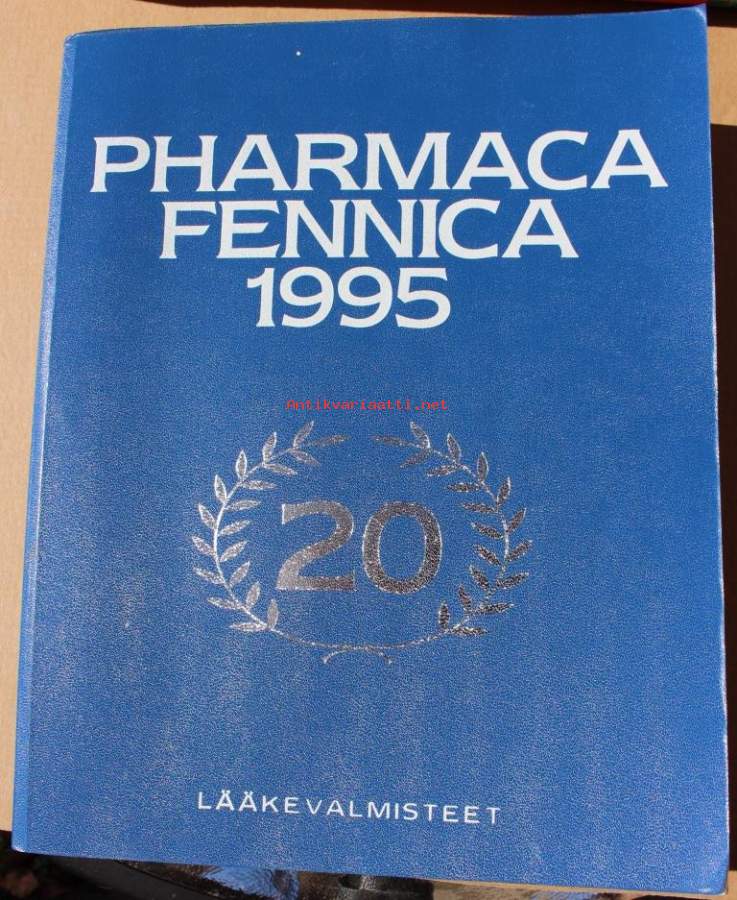 PHARMACA
FENNICA
1995
Antikvariaatti.net
20
LÄÄKEVALMISTEET